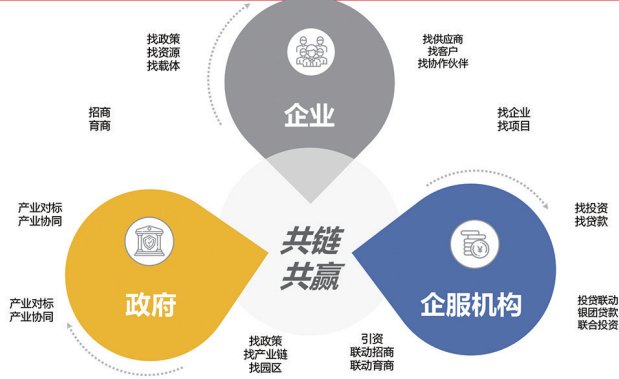 找政策
找资源
找载体
找供应商
找客户
找协作伙伴
企业
招商
育商
找企业
找项目
产业对标
产业协同
找投资
找贷款
共链
共赢
政府
企服机构
产业对标
产业协同
投贷联动
银团贷款
联合投资
找政策
找产业链
找园区
引资
联动招商
联动育商